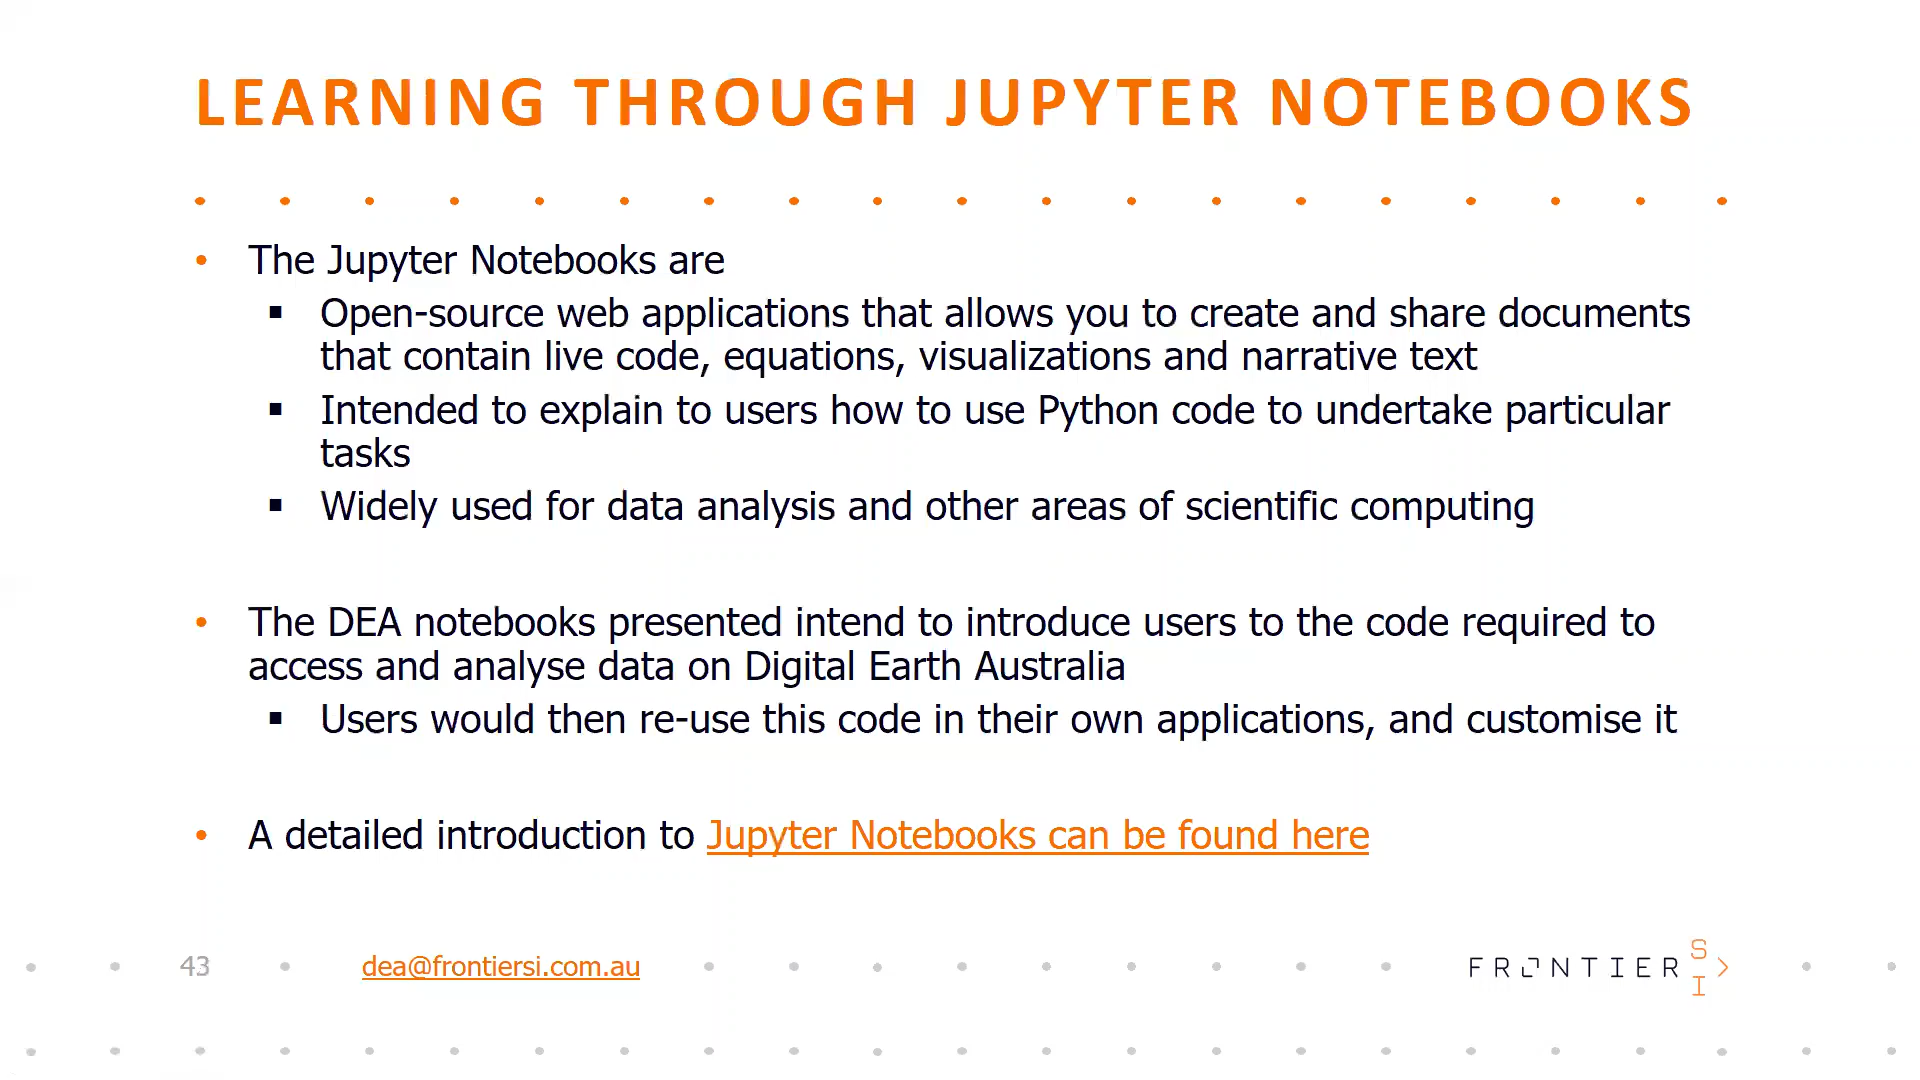 LEARNING THROUGH JUPYTER NOTEBOOKS
• The Jupyter Notebooks are
▪ Open-source web applications that allows you to create and share documents
that contain live code, equations, visualizations and narrative text
▪ Intended to explain to users how to use Python code to undertake particular
tasks
▪ Widely used for data analysis and other areas of scientific computing
• The DEA notebooks presented intend to introduce users to the code required to
access and analyse data on Digital Earth Australia
▪ Users would then re-use this code in their own applications, and customise it
• A detailed introduction to Jupyter Notebooks can be found here
43
dea@frontiersi.com.au
FRONTIER SI